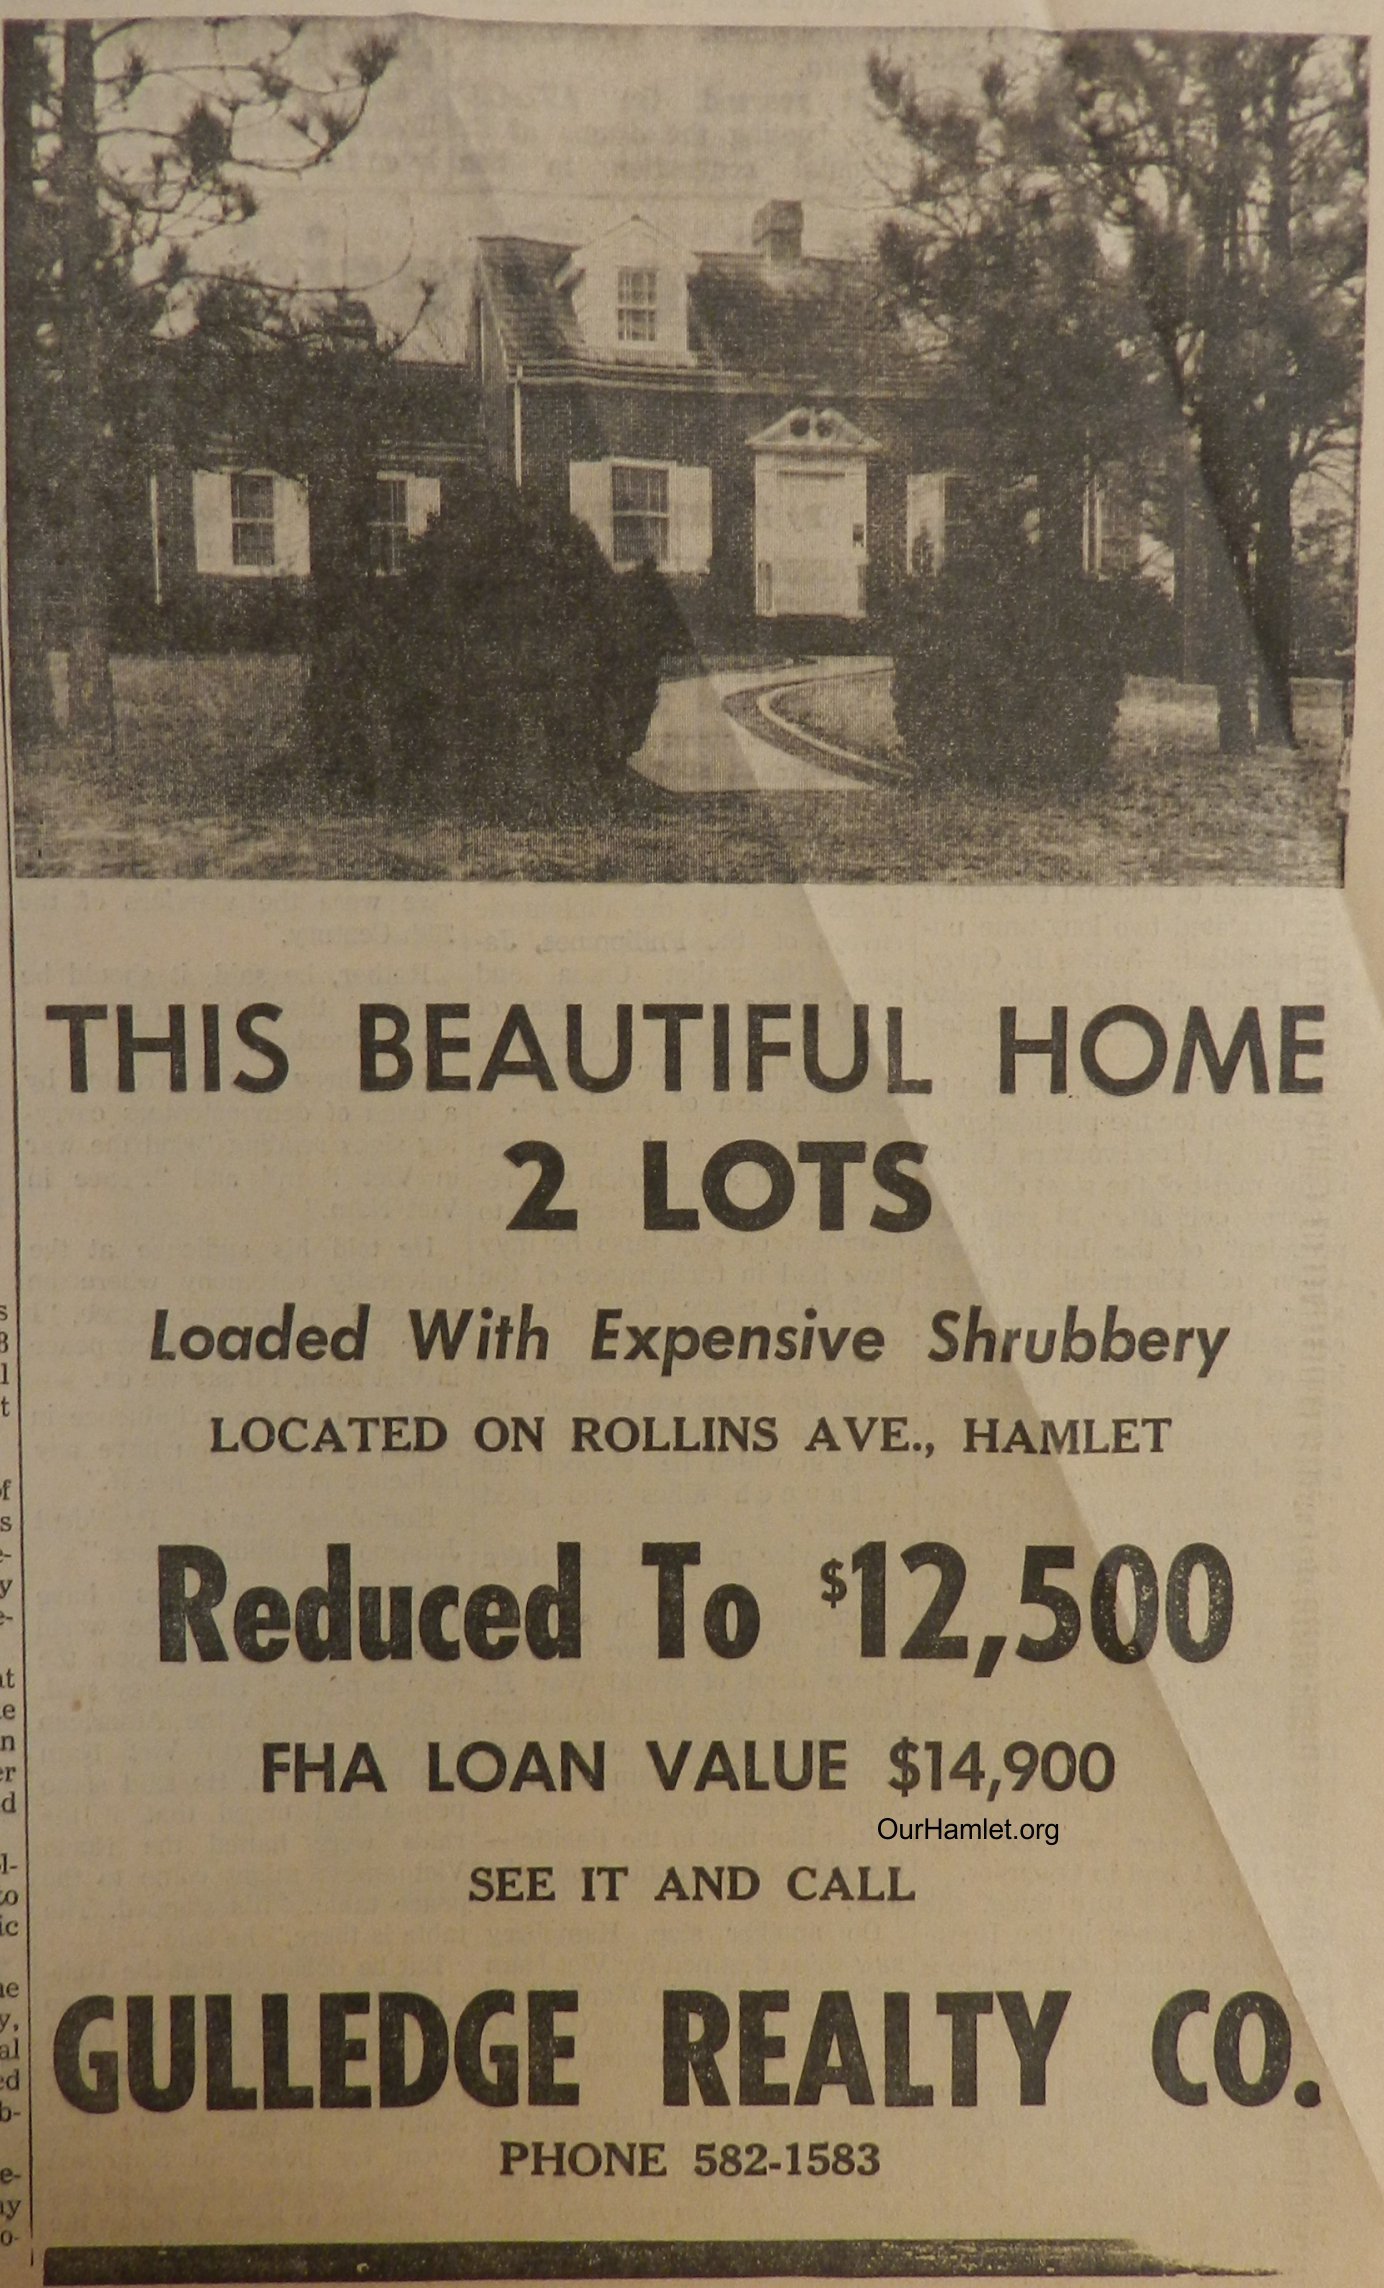 THIS BEAUTIFUL HOME
2 LOTS
Loaded With Expensive Shrubbery
LOCATED ON ROLLINS AVE., HAMLET
Reduced To $12,500
FHA LOAN VALUE $14,900
OurHamlet.org
SEE IT AND CALL
GULLEDGE REALTY CO.
PHONE 582-1583